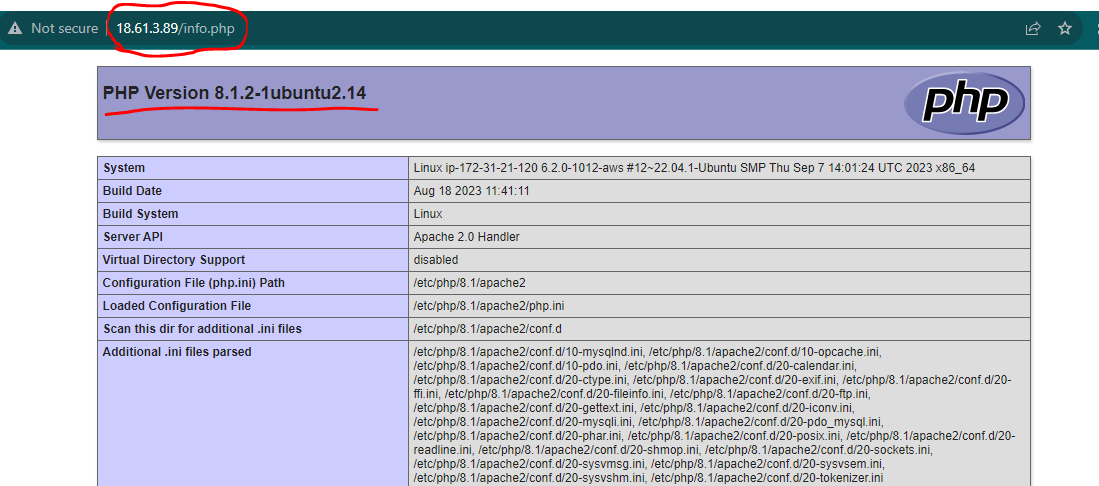 Not secure 18.61.3.89/info.php
PHP Version 8.1.2-1ubuntu2.14
php
System Linux ip-172-31-21-120 6.2.0-1012-aws #12~22.04.1-Ubuntu SMP Thu Sep 7 14:01:24 UTC 2023 x86_64
Build Date Aug 18 2023 11:41:11
Build System Linux
Server API Apache 2.0 Handler
Virtual Directory Support disabled
Configuration File (php.ini) Path /etc/php/8.1/apache2
Loaded Configuration File /etc/php/8.1/apache2/php.ini
Scan this dir for additional .ini files /etc/php/8.1/apache2/conf.d
Additional .ini files parsed /etc/php/8.1/apache2/conf.d/10-mysqlnd.ini, /etc/php/8.1/apache2/conf.d/10-opcache.ini,
/etc/php/8.1/apache2/conf.d/10-pdo.ini, /etc/php/8.1/apache2/conf.d/20-calendar.ini,
/etc/php/8.1/apache2/conf.d/20-ctype.ini, /etc/php/8.1/apache2/conf.d/20-exif.ini, /etc/php/8.1/apache2/conf.d/20-
ffi.ini, /etc/php/8.1/apache2/conf.d/20-fileinfo.ini, /etc/php/8.1/apache2/conf.d/20-ftp.ini,
/etc/php/8.1/apache2/conf.d/20-gettext.ini, /etc/php/8.1/apache2/conf.d/20-iconv.ini,
/etc/php/8.1/apache2/conf.d/20-mysqli.ini, /etc/php/8.1/apache2/conf.d/20-pdo_mysql.ini,
/etc/php/8.1/apache2/conf.d/20-phar.ini, /etc/php/8.1/apache2/conf.d/20-posix.ini, /etc/php/8.1/apache2/conf.d/20-
readline.ini, /etc/php/8.1/apache2/conf.d/20-shmop.ini, /etc/php/8.1/apache2/conf.d/20-sockets.ini,
/etc/php/8.1/apache2/conf.d/20-sysvmsg.ini, /etc/php/8.1/apache2/conf.d/20-sysvsem.ini,
/etc/php/8.1/apache2/conf.d/20-sysvshm.ini, /etc/php/8.1/apache2/conf.d/20-tokenizer.ini